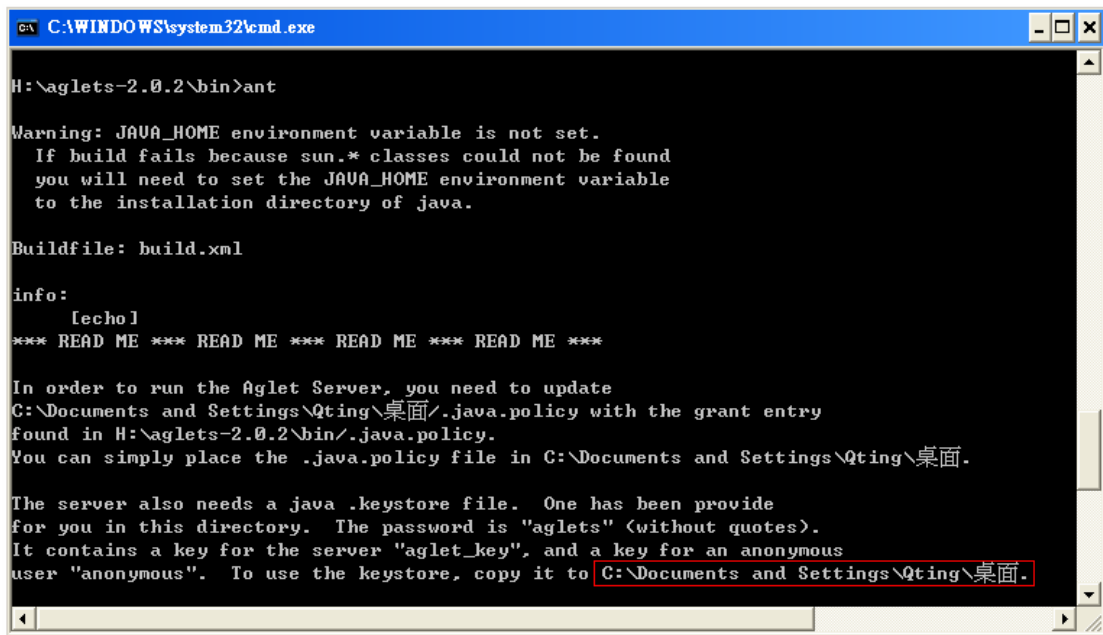 C:\WINDOWS\system32\cmd.exe
H:\aglets-2.0.2\bin>ant
Warning: JAVA_HOME environment variable is not set.
If build fails because sun.* classes could not be found
you will need to set the JAVA_HOME environment variable
to the installation directory of java.
Buildfile: build.xml
info:
[echo]
*** READ ME *** READ ME *** READ ME *** READ ME ***
In order to run the Aglet Server, you need to update
C:\Documents and Settings\Qting\桌面/.java.policy with the grant entry
found in H:\aglets-2.0.2\bin/.java.policy.
You can simply place the .java.policy file in C:\Documents and Settings\Qting\桌面.
The server also needs a java .keystore file.  One has been provide
for you in this directory.  The password is "aglets" (without quotes).
It contains a key for the server "aglet_key", and a key for an anonymous
user "anonymous".  To use the keystore, copy it to C:\Documents and Settings\Qting\桌面.